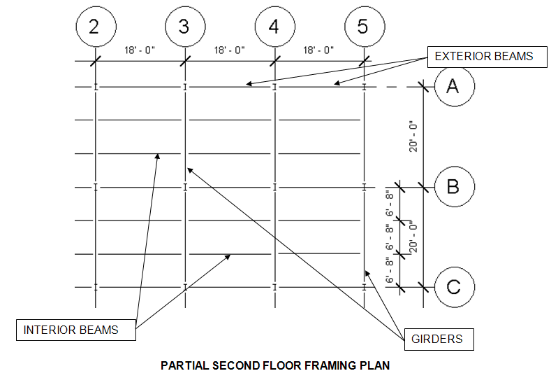 2 3 4 5
18' - 0" 18' - 0" 18' - 0"
EXTERIOR BEAMS
A
20' - 0"
B
6' - 8"
6' - 8"
20' - 0"
6' - 8"
C
INTERIOR BEAMS
GIRDERS
PARTIAL SECOND FLOOR FRAMING PLAN